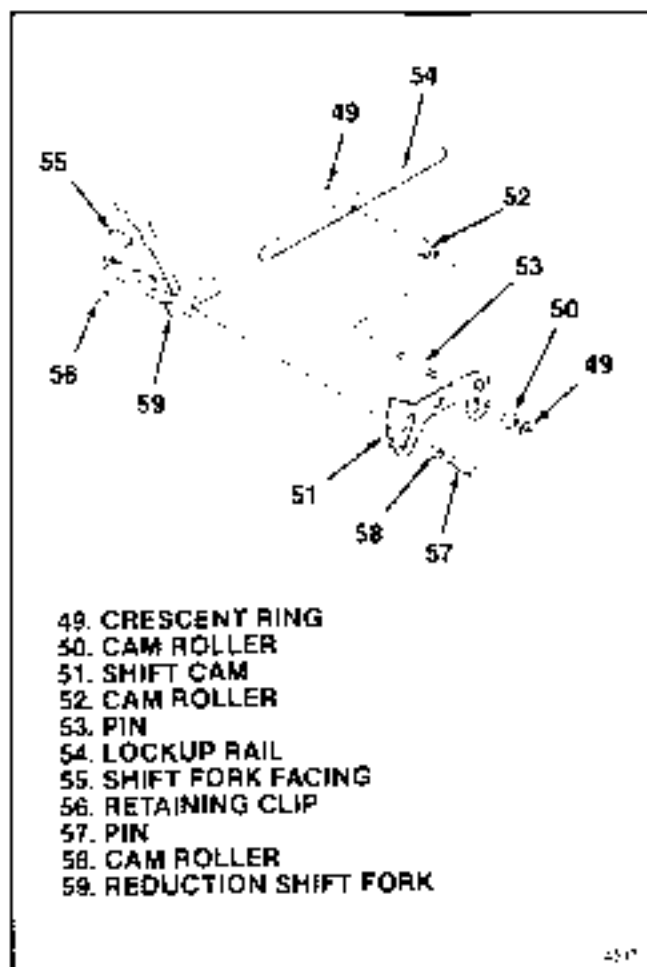 54
49
55
52
53
50
56
59
49
51
58
57
49. CRESCENT RING
50. CAM ROLLER
51. SHIFT CAM
52. CAM ROLLER
53. PIN
54. LOCKUP RAIL
55. SHIFT FORK FACING
56. RETAINING CLIP
57. PIN
58. CAM ROLLER
59. REDUCTION SHIFT FORK